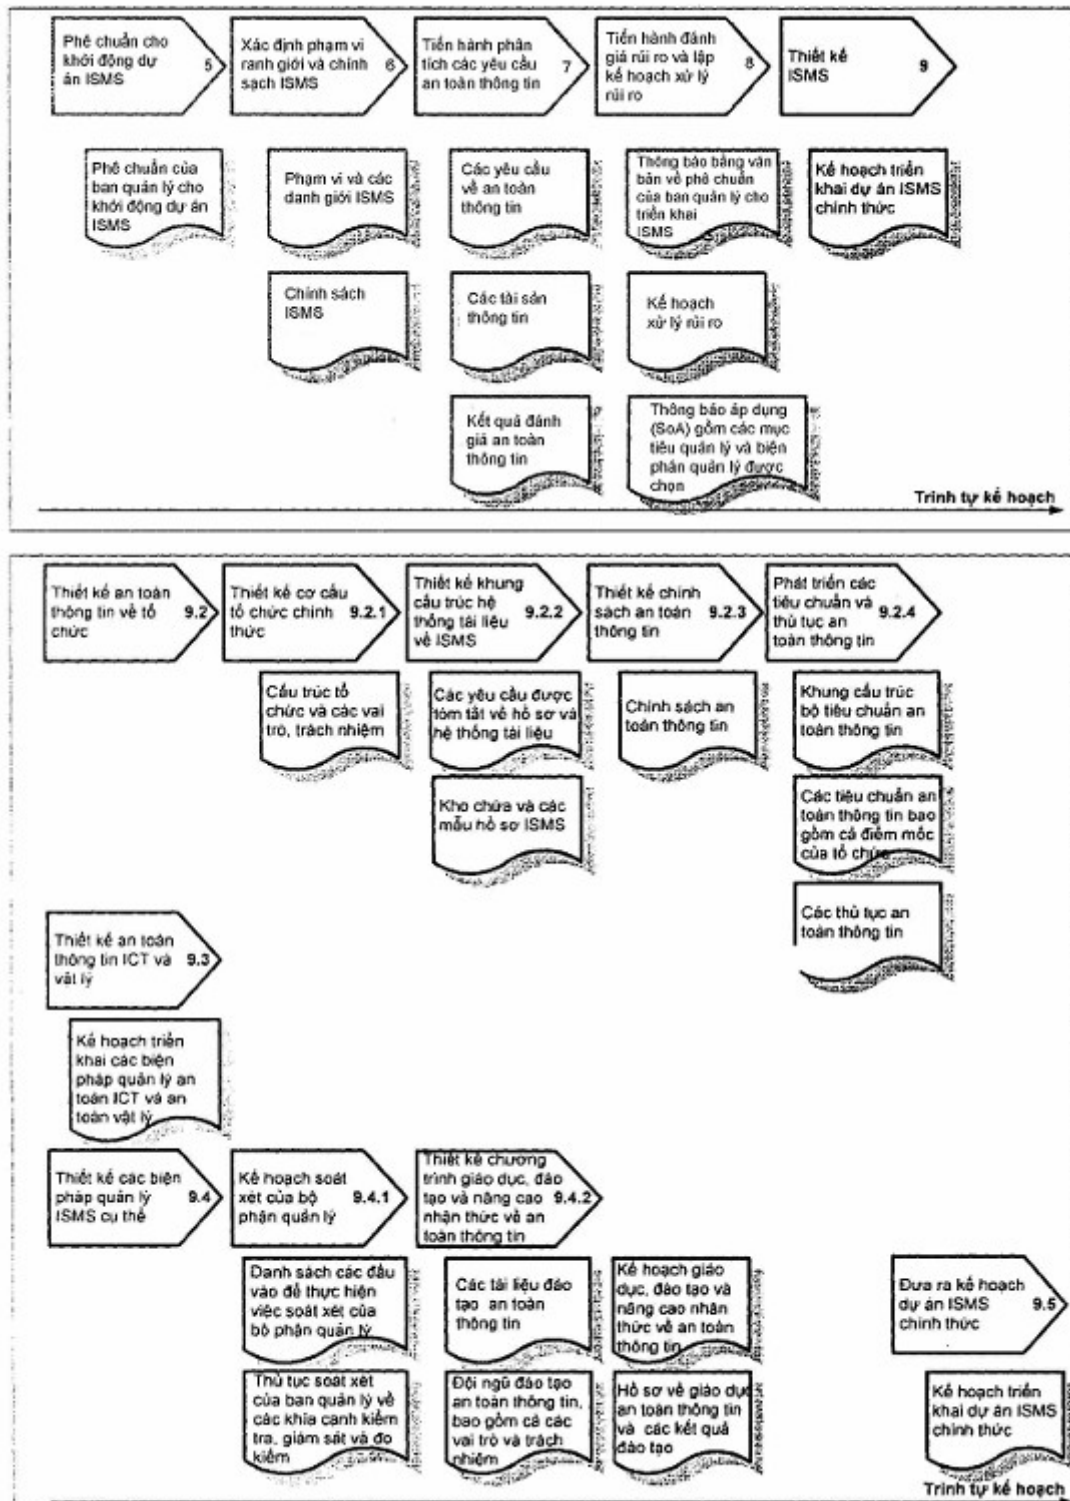 Phê chuẩn cho
khởi động dự
án ISMS
5
Xác định phạm vi
ranh giới và chính
sạch ISMS
6
Tiến hành phân
tích các yêu cầu
an toàn thông tin
7
Tiến hành đánh
giá rủi ro và lập
kế hoạch xử lý
rủi ro
8
Thiết kế
ISMS
9
Phê chuẩn của
ban quản lý cho
khởi động dự án
ISMS
Phạm vi và các
danh giới ISMS
Các yêu cầu
về an toàn
thông tin
Thông báo bằng văn
bản về phê chuẩn
của ban quản lý cho
triển khai
ISMS
Kế hoạch triển
khai dự án ISMS
chính thức
Chính sách
ISMS
Các tài sản
thông tin
Kế hoạch
xử lý rủi ro
Kết quả đánh
giá an toàn
thông tin
Thông báo áp dụng
(SoA) gồm các mục
tiêu quản lý và biện
phán quản lý được
chọn
Trình tự kế hoạch
Thiết kế an toàn
thông tin về tổ
chức
9.2
Thiết kế cơ cấu
tổ chức chính
thức
9.2.1
Thiết kế khung
cấu trúc hệ
thống tài liệu
về ISMS
9.2.2
Thiết kế chính
sách an toàn
thông tin
9.2.3
Phát triển các
tiêu chuẩn và
thủ tục an
toàn thông tin
9.2.4
Cấu trúc tổ
chức và các vai
trò, trách nhiệm
Các yêu cầu được
tóm tắt về hồ sơ và
hệ thống tài liệu
Chính sách an
toàn thông tin
Khung cấu trúc
bộ tiêu chuẩn an
toàn thông tin
Kho chứa và các
mẫu hồ sơ ISMS
Các tiêu chuẩn an
toàn thông tin bao
gồm cả điểm mốc
của tổ chức
Các thủ tục an
toàn thông tin
Thiết kế an toàn
thông tin ICT và
vật lý
9.3
Kế hoạch triển
khai các biện
pháp quản lý an
toàn ICT và an
toàn vật lý
Thiết kế các biện
pháp quản lý
ISMS cụ thể
9.4
Kế hoạch soát
xét của bộ
phận quản lý
9.4.1
Thiết kế chương
trình giáo dục, đào
tạo và nâng cao
nhận thức về an
toàn thông tin
9.4.2
Danh sách các đầu
vào để thực hiện
việc soát xét của
bộ phận quản lý
Các tài liệu đào
tạo an toàn
thông tin
Kế hoạch giáo
dục, đào tạo và
nâng cao nhân
thức về an toàn
thông tin
Đưa ra kế hoạch
dự án ISMS
chính thức
9.5
Thủ tục soát xét
của ban quản lý về
các khía cạnh kiểm
tra, giám sát và đo
kiểm
Đội ngũ đào tạo
an toàn thông tin,
bao gồm cả các
vai trò và trách
nhiệm
Hồ sơ về giáo dục
an toàn thông tin
và các kết quả
đào tạo
Kế hoạch triển
khai dự án ISMS
chính thức
Trình tự kế hoạch